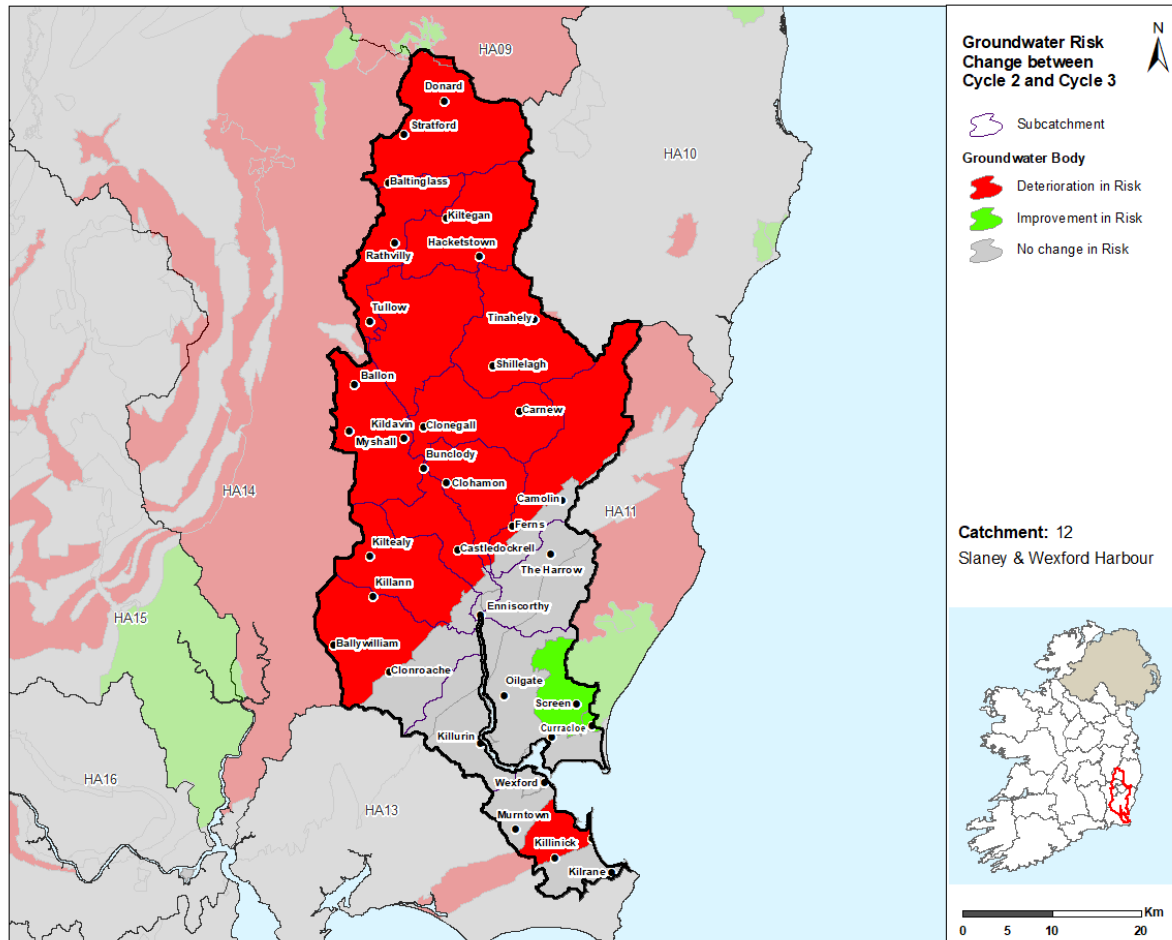 Groundwater Risk
Change between
Cycle 2 and Cycle 3
N
Subcatchment
Groundwater Body
Deterioration in Risk
Improvement in Risk
No change in Risk
Catchment: 12
Slaney & Wexford Harbour
Km
0 5 10 20
HA09
Donard
Stratford
HA10
Baltinglass
Kiltegan
Rathvilly
Hacketstown
Tullow
Tinahely
Shillelagh
Ballon
Carnew
Kildavin
Clonegall
Myshall
Bunclody
Clohamon
HA14
Camolin
HA11
Ferns
Kiltealy
Castledockrell
The Harrow
Killann
Enniscorthy
HA15
Ballywilliam
Clonroache
Oilgate
Screen
Curracloe
Killurin
HA16
HA13
Wexford
Murntown
Killinick
Kilrane